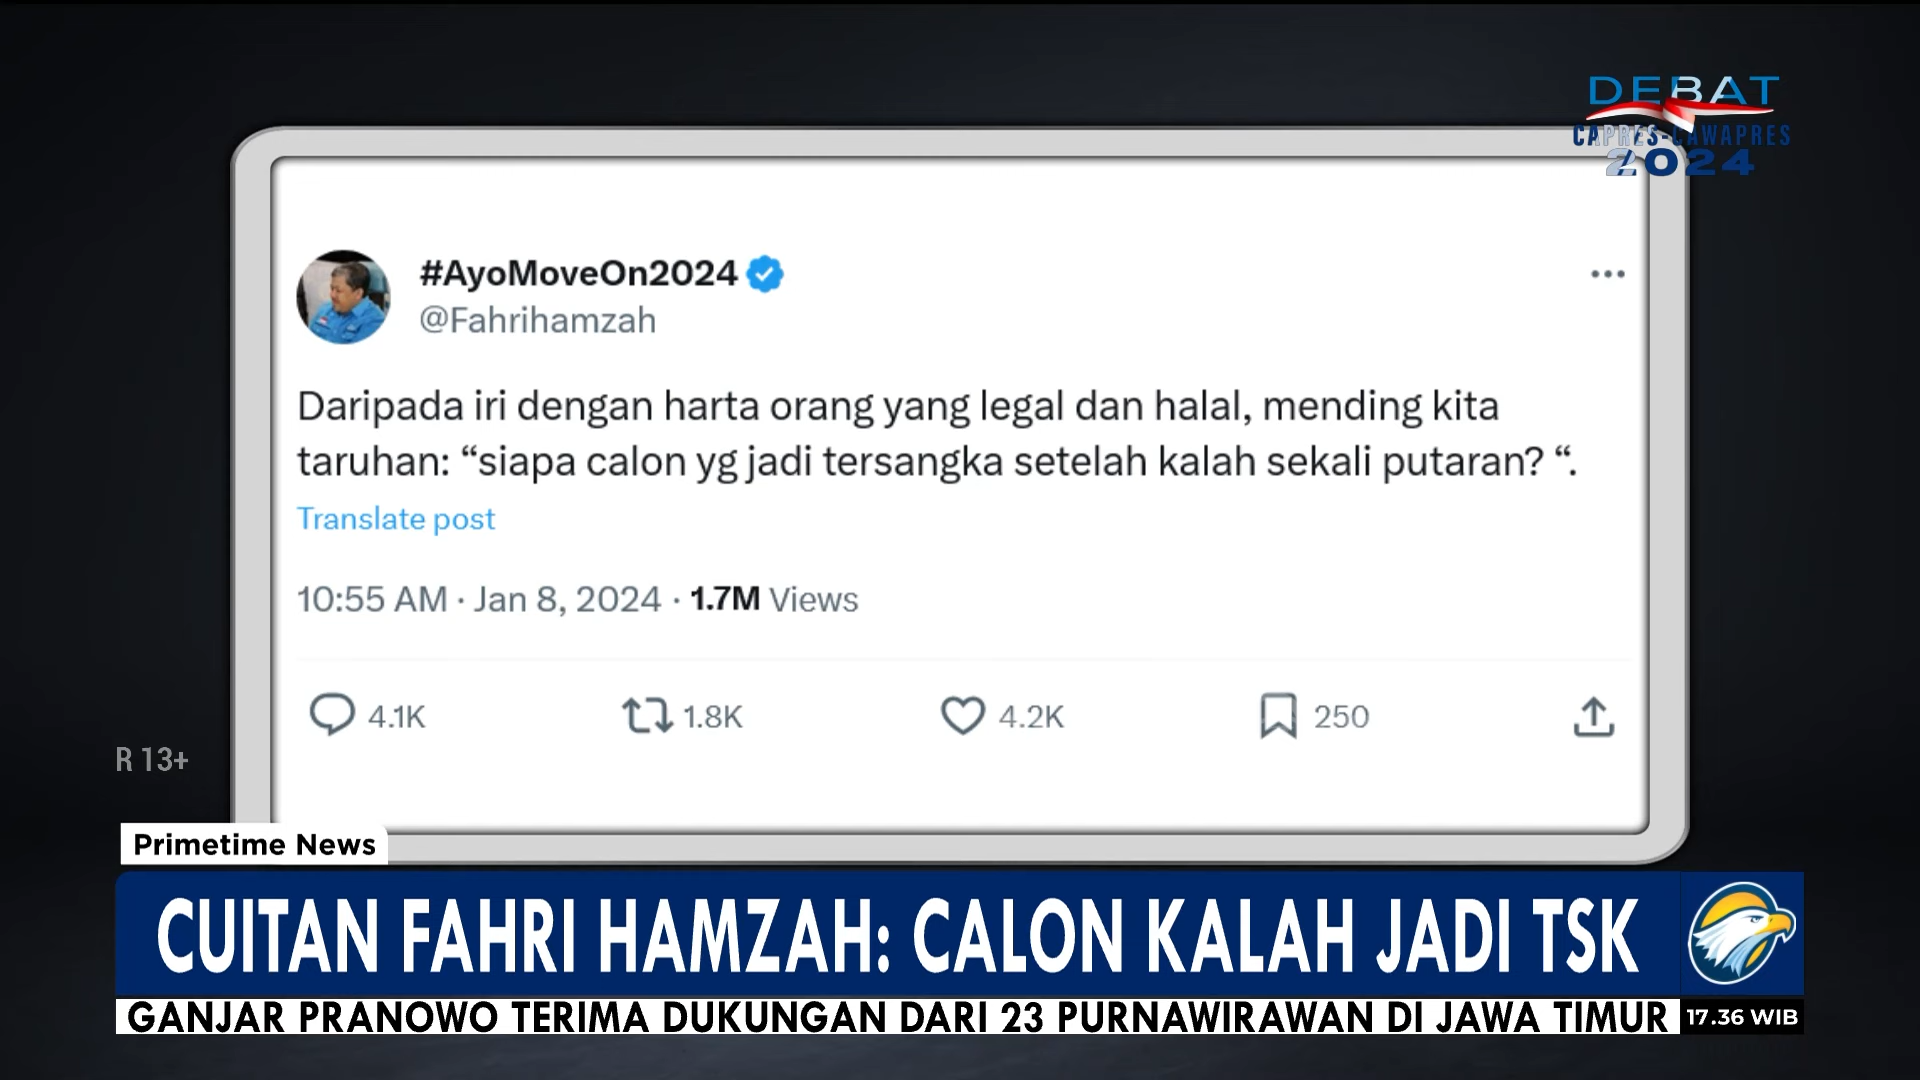 DEBAT
CAPRES-CAWAPRES
2024
#AyoMoveOn2024
@Fahrihamzah
Daripada iri dengan harta orang yang legal dan halal, mending kita
taruhan: “siapa calon yg jadi tersangka setelah kalah sekali putaran? “.
Translate post
10:55 AM · Jan 8, 2024 · 1.7M Views
4.1K 1.8K 4.2K 250
R 13+
Primetime News
CUITAN FAHRI HAMZAH: CALON KALAH JADI TSK
GANJAR PRANOWO TERIMA DUKUNGAN DARI 23 PURNAWIRAWAN DI JAWA TIMUR 17.36 WIB